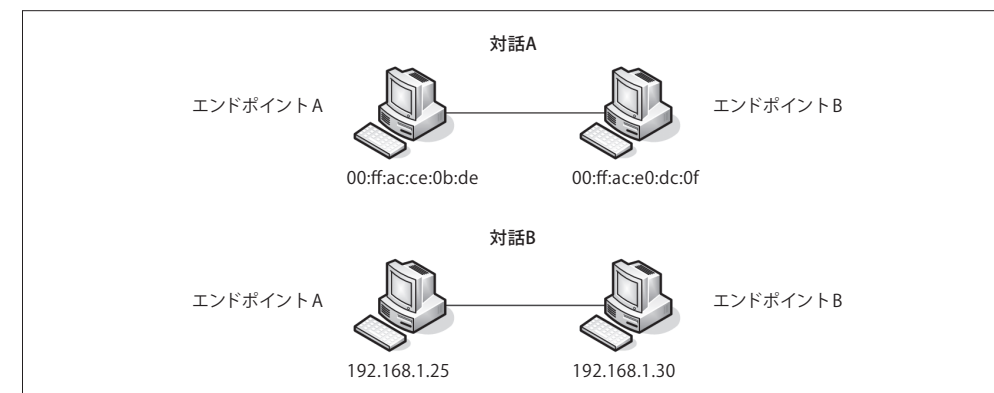 対話A
エンドポイントA
エンドポイントB
00:ff:ac:ce:0b:de
00:ff:ac:e0:dc:0f
対話B
エンドポイントA
エンドポイントB
192.168.1.25
192.168.1.30